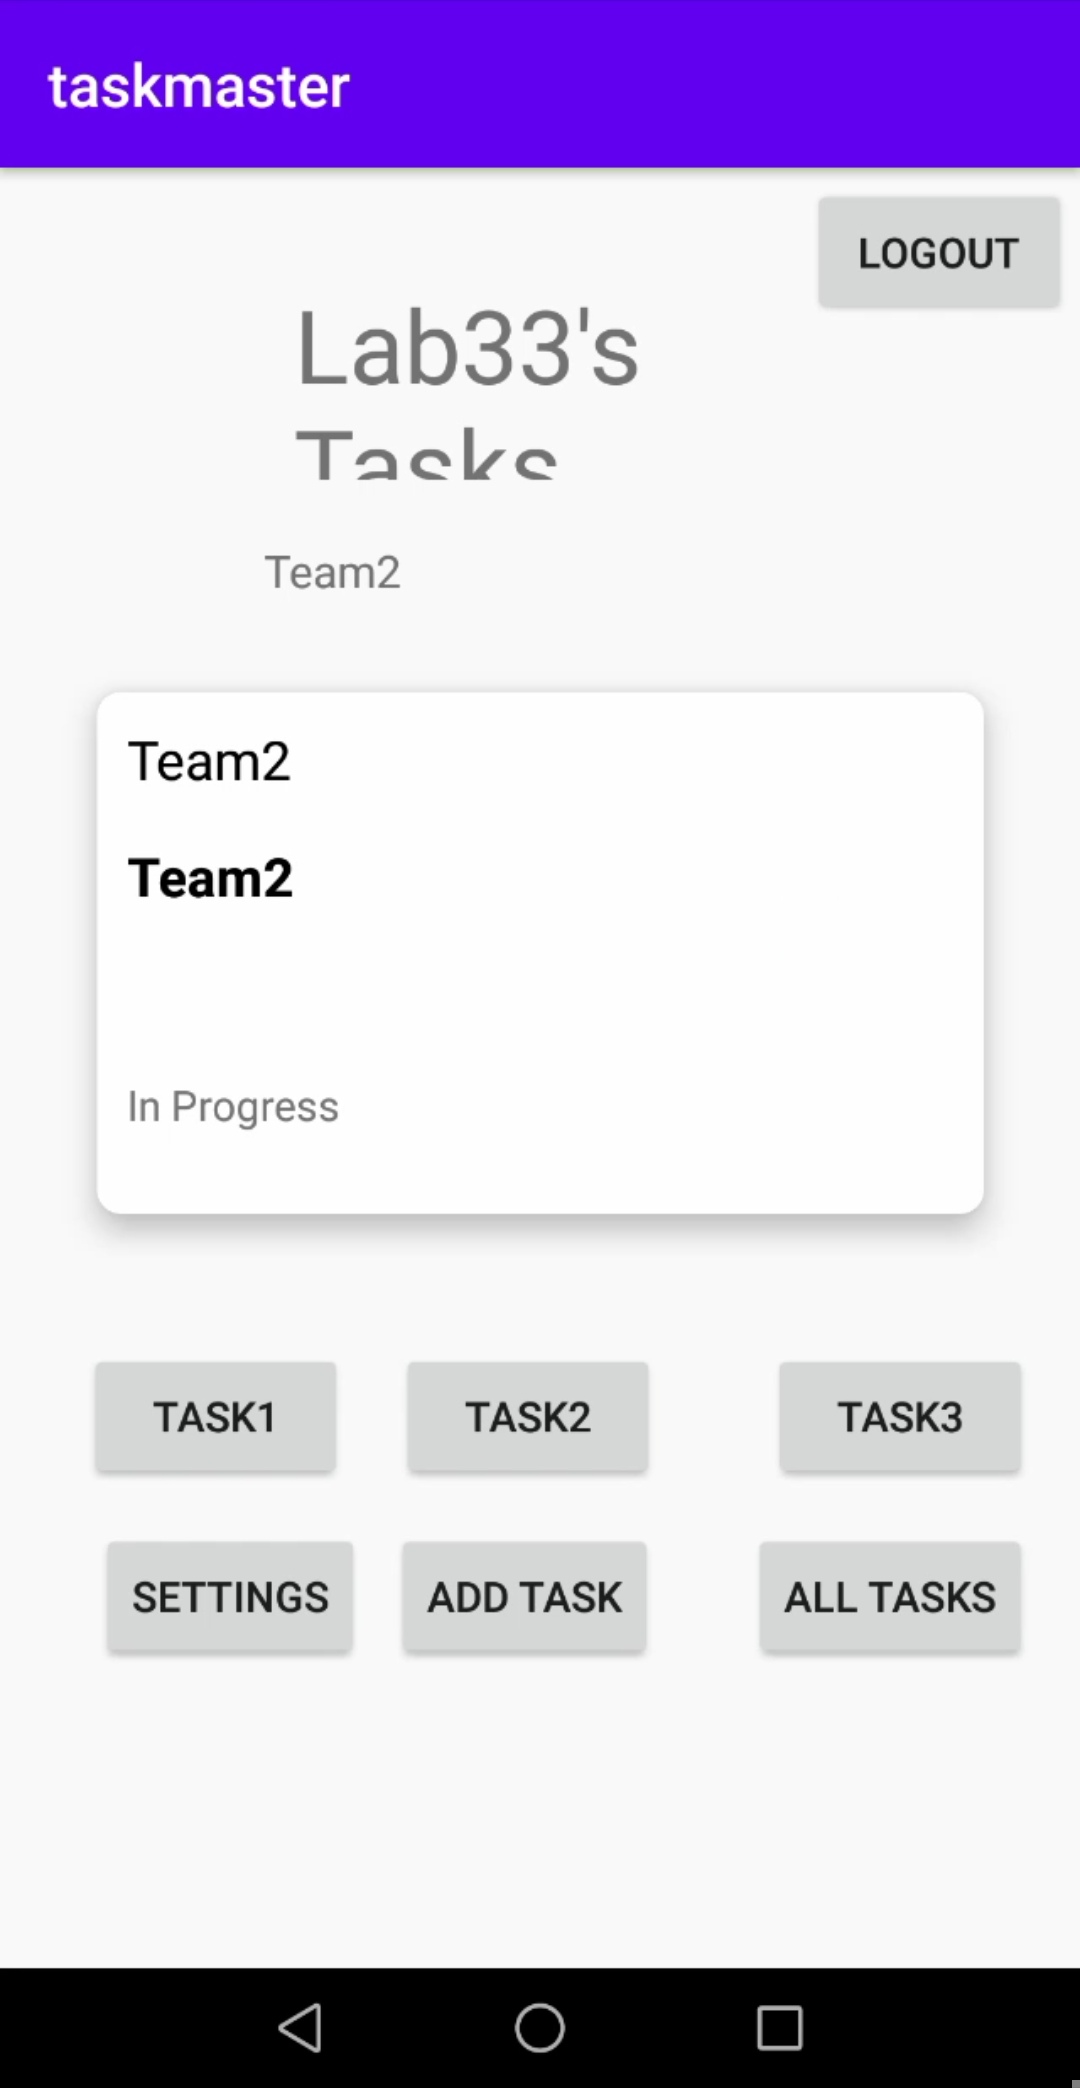 taskmaster
LOGOUT
Lab33's
Tasks
Team2
Team2
Team2
In Progress
TASK1 TASK2 TASK3
SETTINGS ADD TASK ALL TASKS